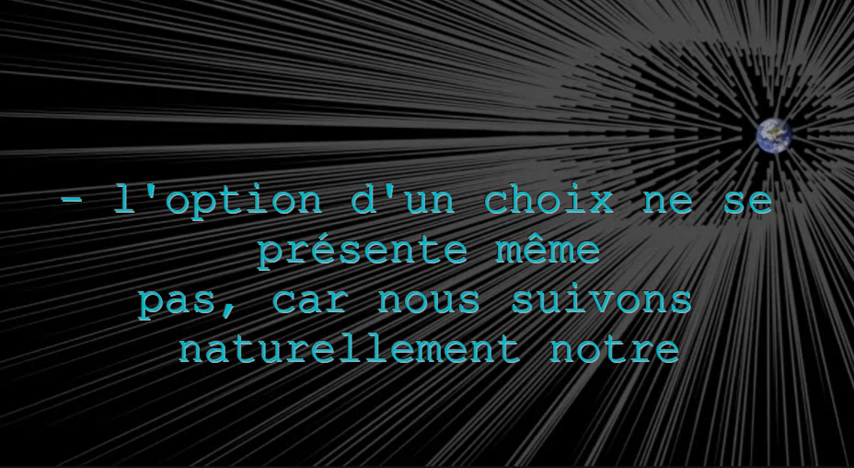 - l'option d'un choix ne se
présente même
pas, car nous suivons
naturellement notre